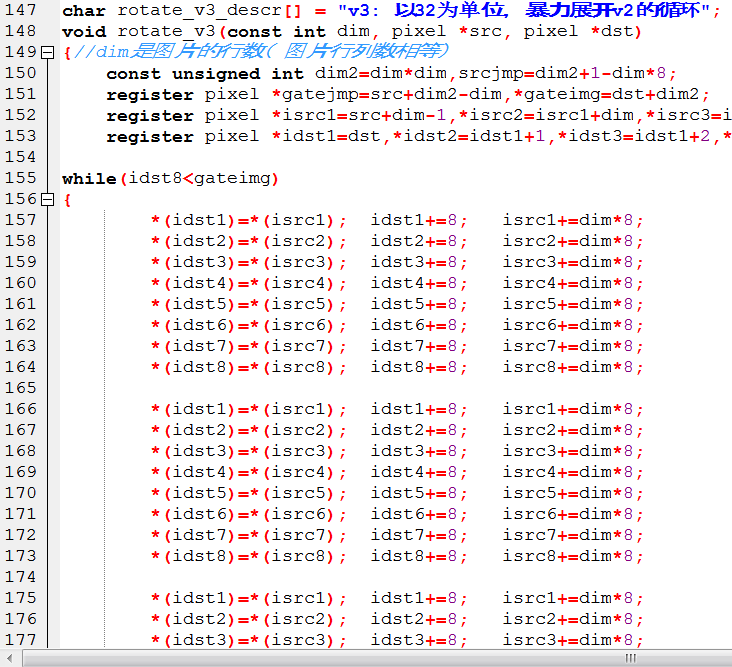 147 char rotate_v3_descr[] = "v3: 以32为单位, 暴力展开v2的循环";
148 void rotate_v3(const int dim, pixel *src, pixel *dst)
149 {//dim是图片的行数( 图片行列数相等)
150 const unsigned int dim2=dim*dim,srcjmp=dim2+1-dim*8;
151 register pixel *gatejmp=src+dim2-dim,*gateimg=dst+dim2;
152 register pixel *isrc1=src+dim-1,*isrc2=isrc1+dim,*isrc3=i
153 register pixel *idst1=dst,*idst2=idst1+1,*idst3=idst1+2,*
154
155 while(idst8<gateimg)
156 {
157 *(idst1)=*(isrc1); idst1+=8; isrc1+=dim*8;
158 *(idst2)=*(isrc2); idst2+=8; isrc2+=dim*8;
159 *(idst3)=*(isrc3); idst3+=8; isrc3+=dim*8;
160 *(idst4)=*(isrc4); idst4+=8; isrc4+=dim*8;
161 *(idst5)=*(isrc5); idst5+=8; isrc5+=dim*8;
162 *(idst6)=*(isrc6); idst6+=8; isrc6+=dim*8;
163 *(idst7)=*(isrc7); idst7+=8; isrc7+=dim*8;
164 *(idst8)=*(isrc8); idst8+=8; isrc8+=dim*8;
165
166 *(idst1)=*(isrc1); idst1+=8; isrc1+=dim*8;
167 *(idst2)=*(isrc2); idst2+=8; isrc2+=dim*8;
168 *(idst3)=*(isrc3); idst3+=8; isrc3+=dim*8;
169 *(idst4)=*(isrc4); idst4+=8; isrc4+=dim*8;
170 *(idst5)=*(isrc5); idst5+=8; isrc5+=dim*8;
171 *(idst6)=*(isrc6); idst6+=8; isrc6+=dim*8;
172 *(idst7)=*(isrc7); idst7+=8; isrc7+=dim*8;
173 *(idst8)=*(isrc8); idst8+=8; isrc8+=dim*8;
174
175 *(idst1)=*(isrc1); idst1+=8; isrc1+=dim*8;
176 *(idst2)=*(isrc2); idst2+=8; isrc2+=dim*8;
177 *(idst3)=*(isrc3); idst3+=8; isrc3+=dim*8;